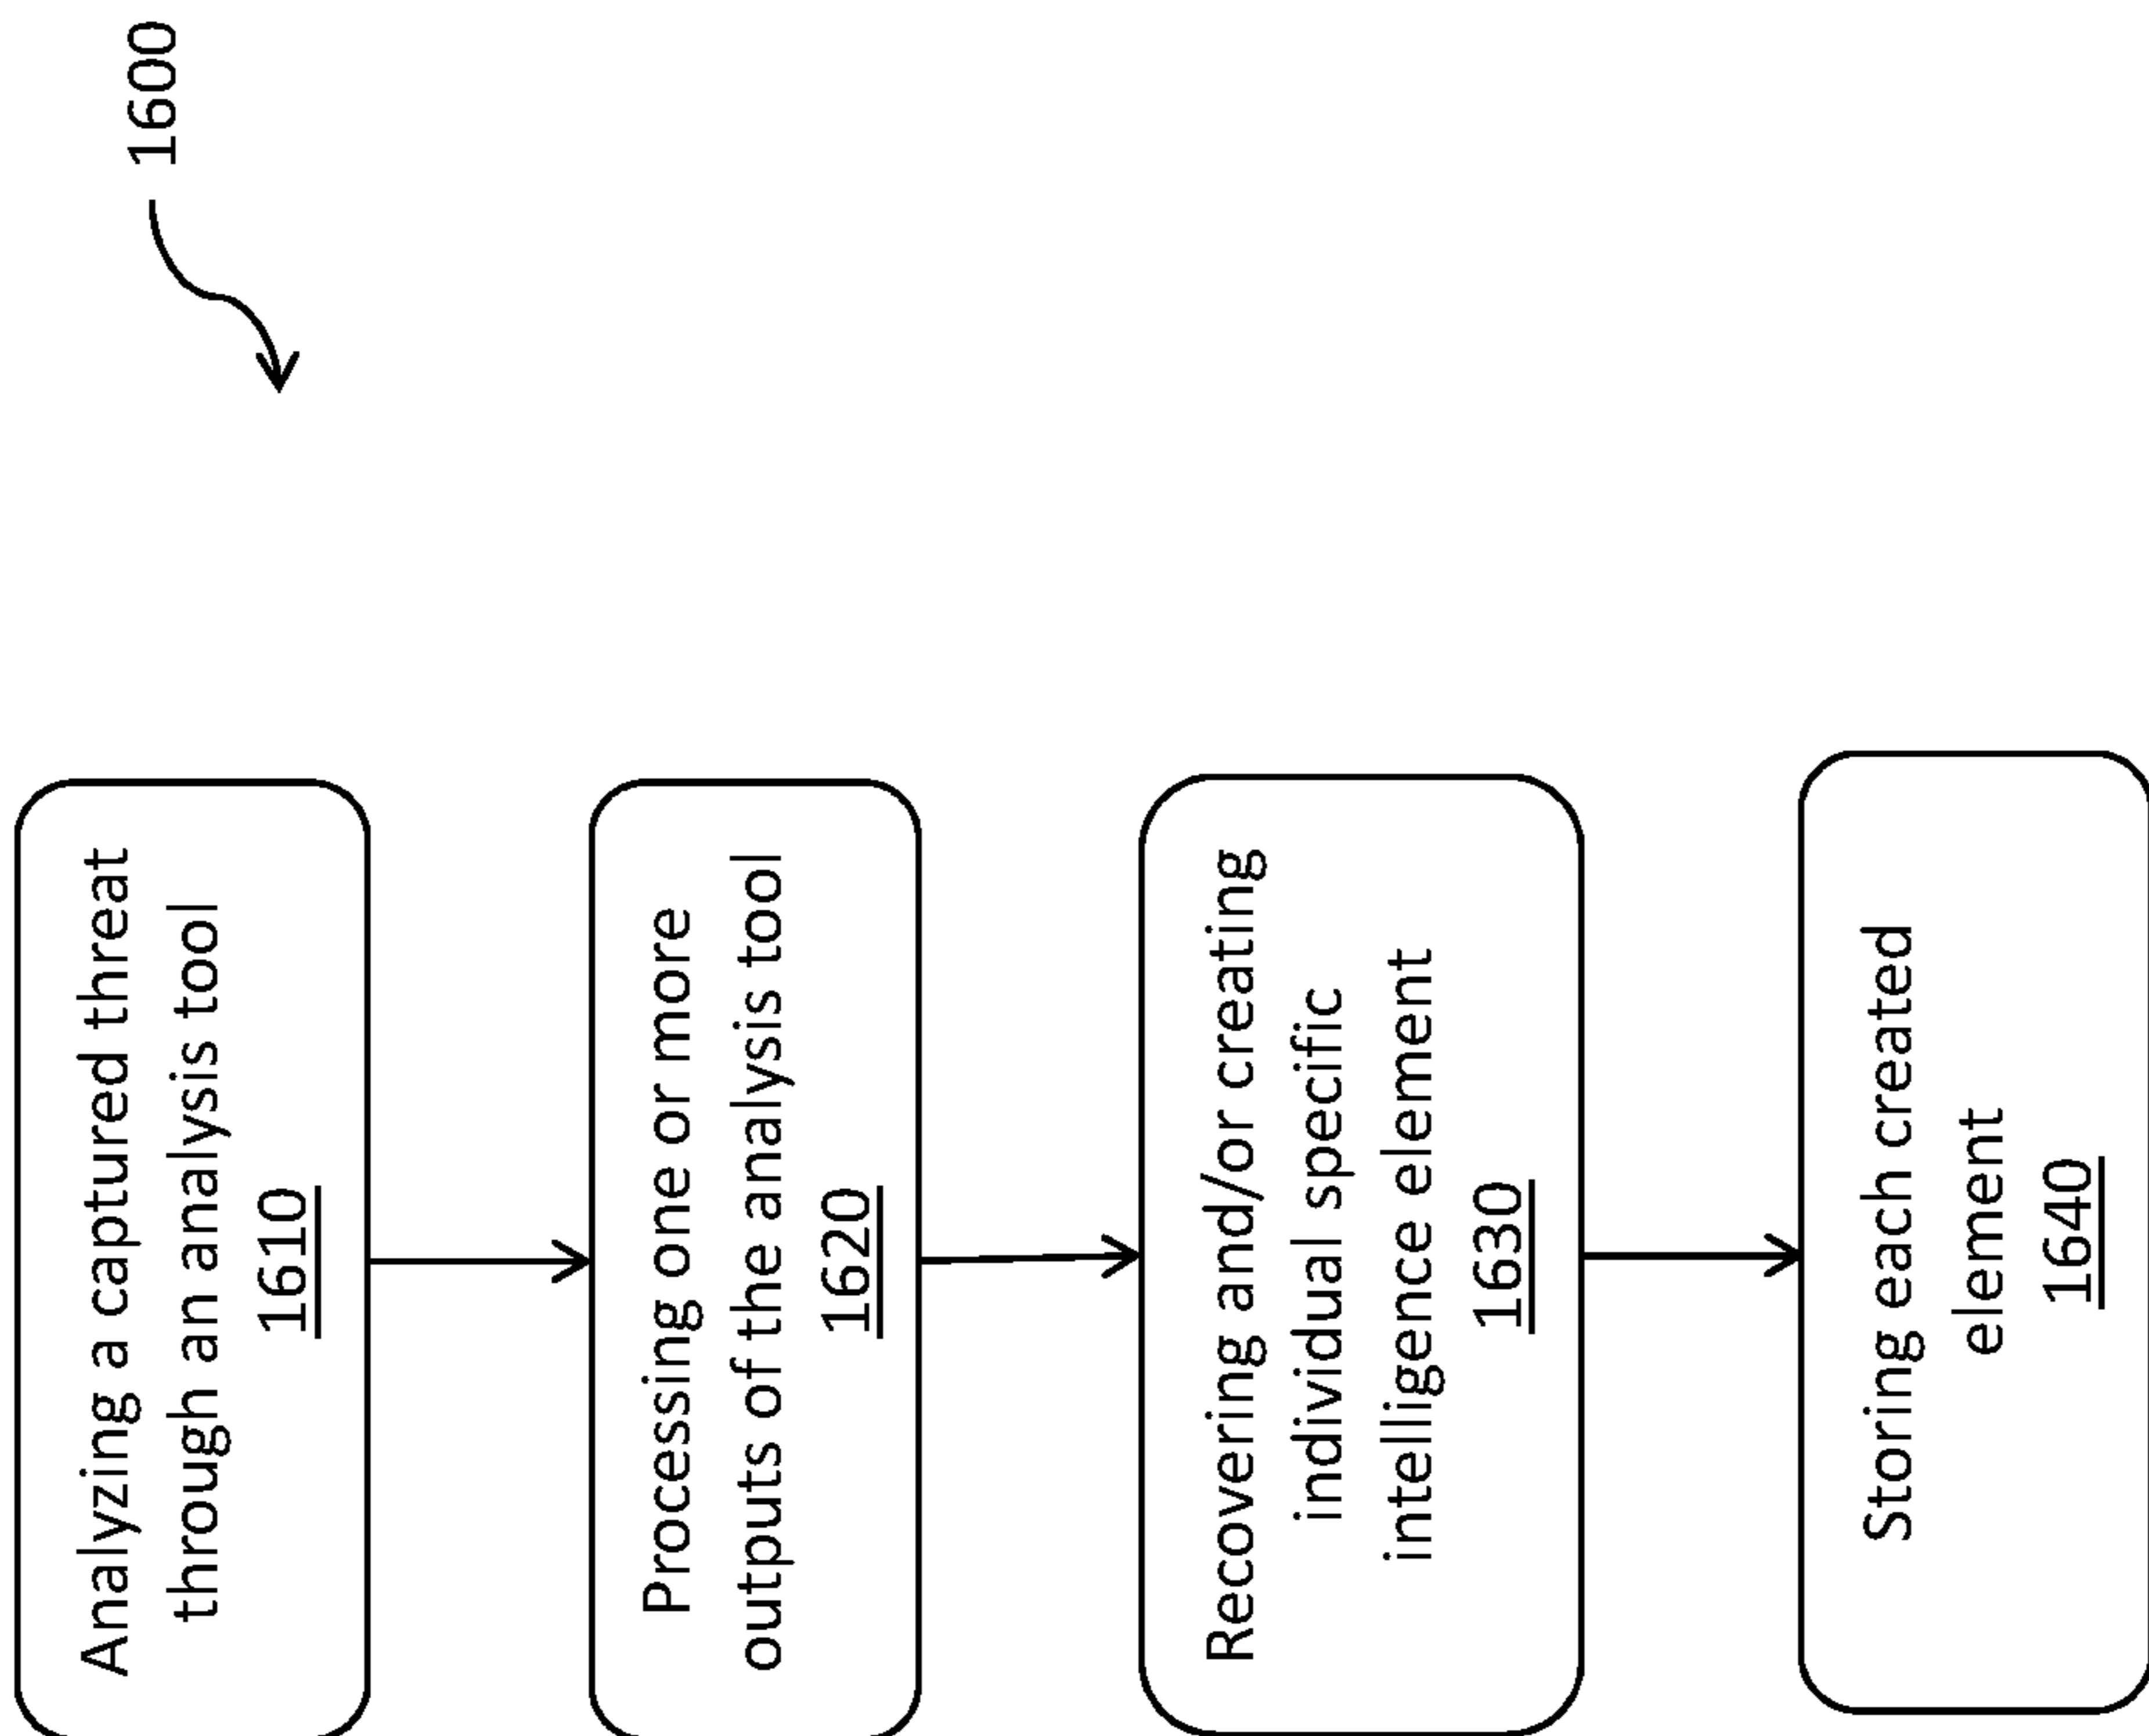 1600
Analyzing a captured threat
through an analysis tool
1610
Processing one or more
outputs of the analysis tool
1620
Recovering and/or creating
individual specific
intelligence element
1630
Storing each created
element
1640